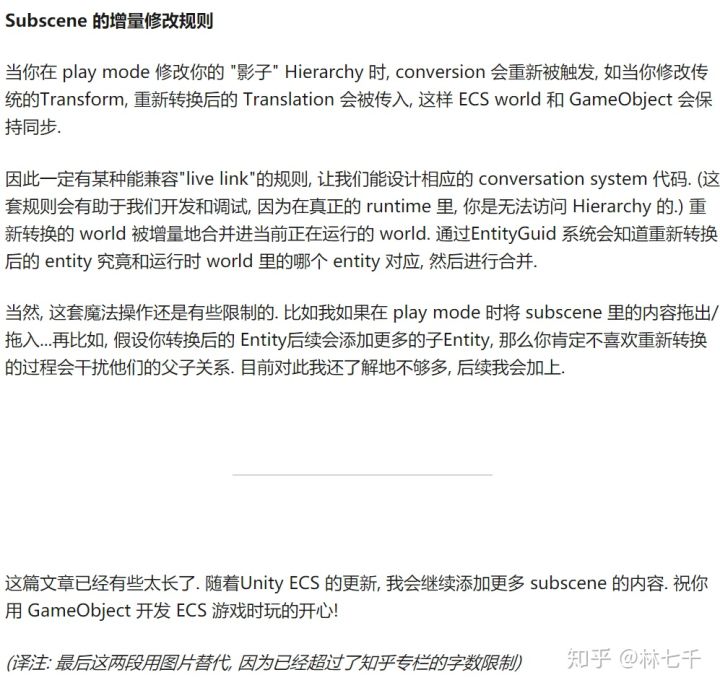 Subscene 的增量修改规则
当你在 play mode 修改你的 "影子" Hierarchy 时, conversion 会重新被触发, 如当你修改传
统的Transform, 重新转换后的 Translation 会被传入, 这样 ECS world 和 GameObject 会保
持同步.
因此一定有某种能兼容"live link"的规则, 让我们能设计相应的 conversation system 代码. (这
套规则会有助于我们开发和调试, 因为在真正的 runtime 里, 你是无法访问 Hierarchy 的.) 重
新转换的 world 被增量地合并进当前正在运行的 world. 通过EntityGuid 系统会知道重新转换
后的 entity 究竟和运行时 world 里的哪个 entity 对应, 然后进行合并.
当然, 这套魔法操作还是有些限制的. 比如我如果在 play mode 时将 subscene 里的内容拖出/
拖入...再比如, 假设你转换后的 Entity后续会添加更多的子Entity, 那么你肯定不喜欢重新转换
的过程会干扰他们的父子关系. 目前对此我还了解地不够多, 后续我会加上.
这篇文章已经有些太长了. 随着Unity ECS 的更新, 我会继续添加更多 subscene 的内容. 祝你
用 GameObject 开发 ECS 游戏时玩的开心!
(译注: 最后这两段用图片替代, 因为已经超过了知乎专栏的字数限制)
知乎 @林七千